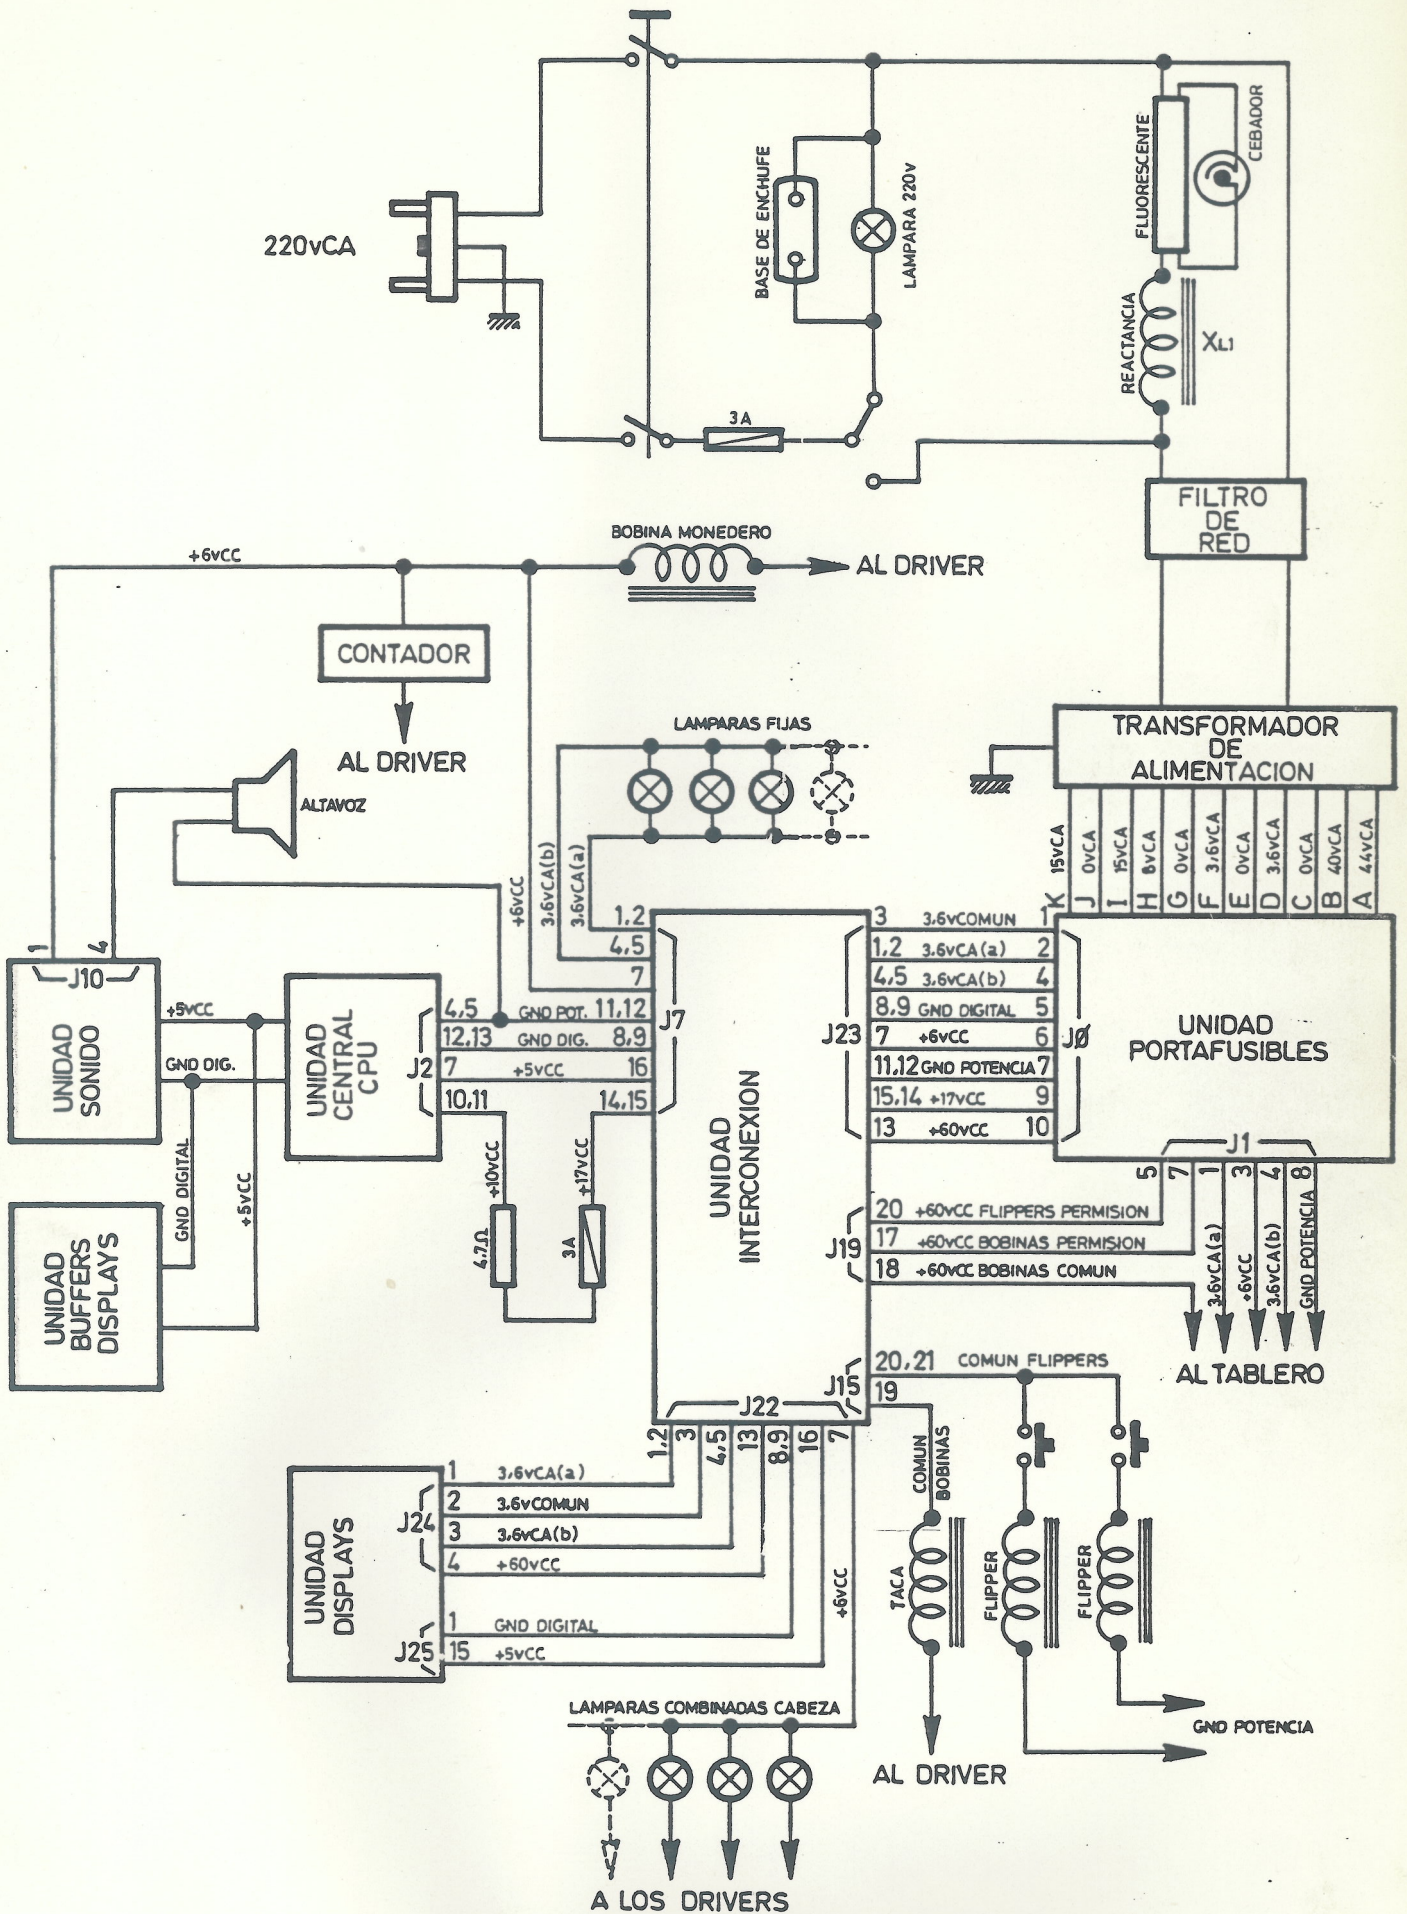 220vCA
BASE DE ENCHUFE
LAMPARA 220v
FLUORESCENTE
CEBADOR
REACTANCIA
XL1
3A
FILTRO
DE
RED
BOBINA MONEDERO
+6vCC
AL DRIVER
CONTADOR
AL DRIVER
TRANSFORMADOR
DE
ALIMENTACION
LAMPARAS FIJAS
ALTAVOZ
15vCA
0vCA
15vCA
8vCA
0vCA
3,6vCA
0vCA
3,6vCA
0vCA
40vCA
44vCA
K
J
I
H
G
F
E
D
C
B
A
+6vCC
3,6vCA(b)
3,6vCA(a)
1
4
J10
UNIDAD
SONIDO
+5vCC
GND DIG.
UNIDAD
CENTRAL
CPU
J2
4,5 GND POT. 11,12
12,13 GND DIG. 8,9
7 +5vCC 16
10,11
14,15
1,2
4,5
7
J7
UNIDAD
INTERCONEXION
J23
3 3,6vCOMUN 1
1,2 3,6vCA(a) 2
4,5 3,6vCA(b) 4
8,9 GND DIGITAL 5
7 +6vCC 6
11,12 GND POTENCIA 7
15,14 +17vCC 9
13 +60vCC 10
JØ
UNIDAD
PORTAFUSIBLES
J1
5
7
1
3
4
8
GND DIGITAL
+5vCC
+10vCC
+17vCC
4.7Ω
3A
UNIDAD
BUFFERS
DISPLAYS
J19
20 +60vCC FLIPPERS PERMISION
17 +60vCC BOBINAS PERMISION
18 +60vCC BOBINAS COMUN
3,6vCA(a)
+6vCC
3,6vCA(b)
GND POTENCIA
AL TABLERO
J15
20,21 COMUN FLIPPERS
19
J22
1,2
3
4,5
13
8,9
16
7
COMUN
BOBINAS
UNIDAD
DISPLAYS
J24
1 3,6vCA(a)
2 3.6vCOMUN
3 3,6vCA(b)
4 +60vCC
J25
1 GND DIGITAL
15 +5vCC
+6vCC
TACA
FLIPPER
FLIPPER
LAMPARAS COMBINADAS CABEZA
GND POTENCIA
AL DRIVER
A LOS DRIVERS